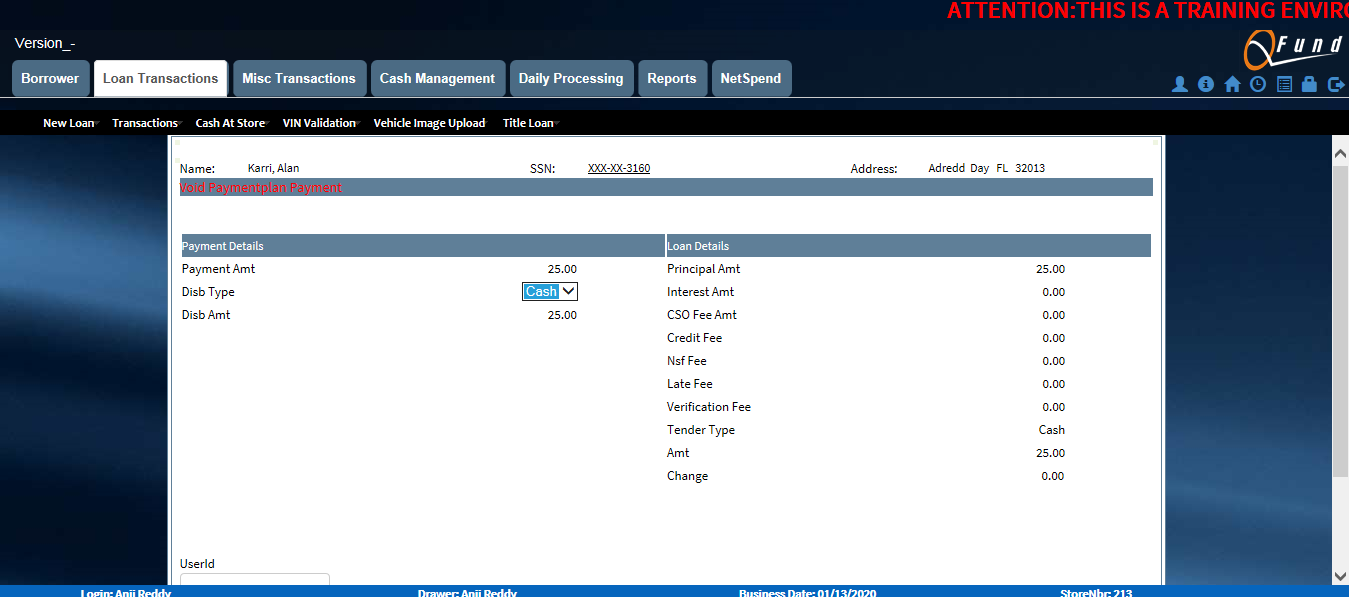 ATTENTION:THIS IS A TRAINING ENVIRO
Version_-
QFund
Borrower Loan Transactions Misc Transactions Cash Management Daily Processing Reports NetSpend
New Loan Transactions Cash At Store VIN Validation Vehicle Image Upload Title Loan
Name: Karri, Alan SSN: XXX-XX-3160 Address: Adredd Day FL 32013
Void Paymentplan Payment
Payment Details Loan Details
Payment Amt 25.00 Principal Amt 25.00
Disb Type Cash Interest Amt 0.00
Disb Amt 25.00 CSO Fee Amt 0.00
Credit Fee 0.00
Nsf Fee 0.00
Late Fee 0.00
Verification Fee 0.00
Tender Type Cash
Amt 25.00
Change 0.00
UserId
Login: Anji Reddy Drawer: Anji Reddy Business Date: 01/13/2020 StoreNbr: 213